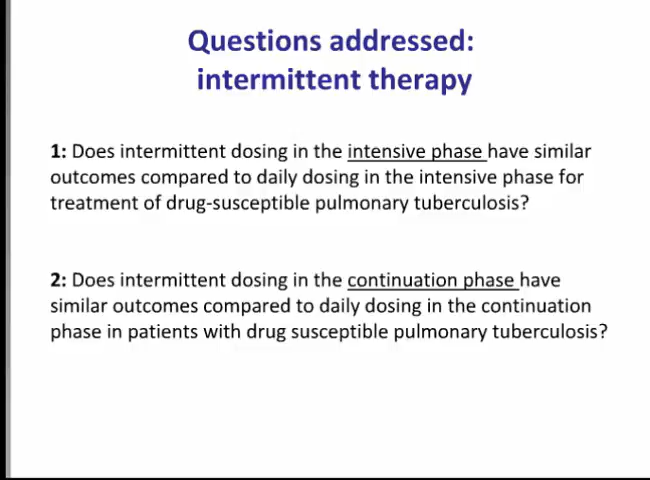 Questions addressed:
intermittent therapy
1: Does intermittent dosing in the intensive phase have similar
outcomes compared to daily dosing in the intensive phase for
treatment of drug-susceptible pulmonary tuberculosis?
2: Does intermittent dosing in the continuation phase have
similar outcomes compared to daily dosing in the continuation
phase in patients with drug susceptible pulmonary tuberculosis?